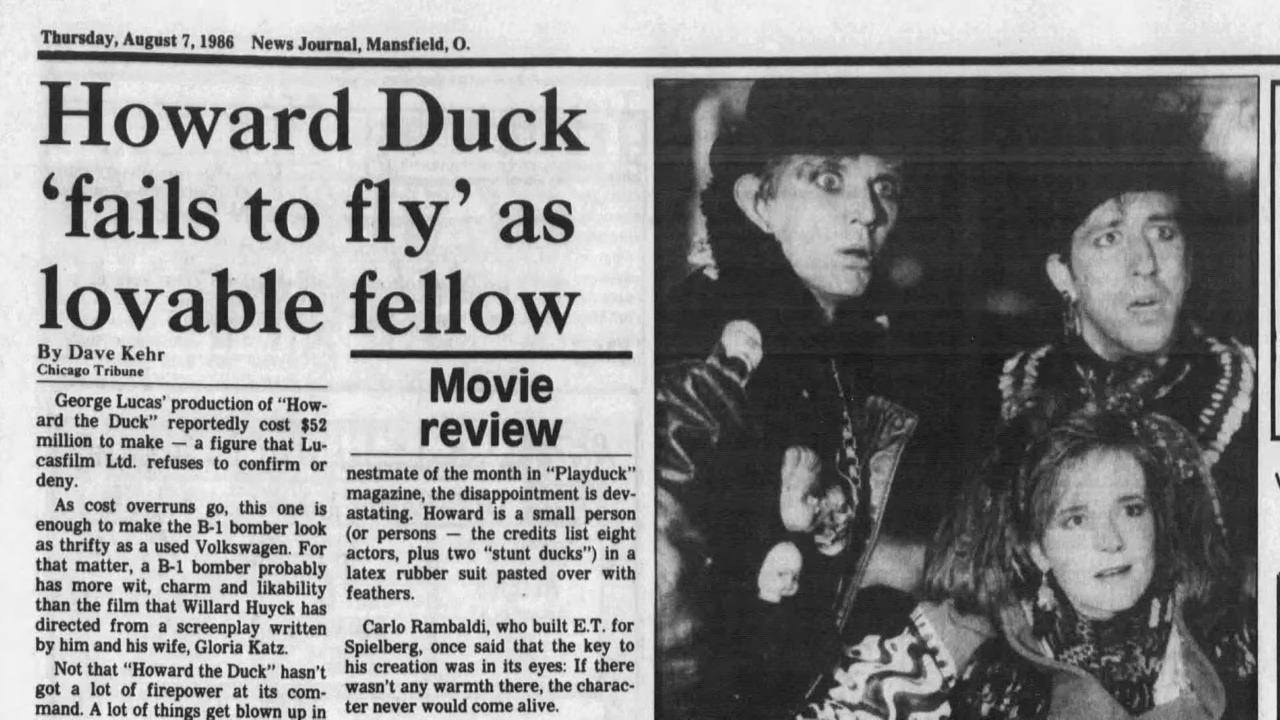 Thursday, August 7, 1986 News Journal, Mansfield, O.
Howard Duck
‘fails to fly’ as
lovable fellow
By Dave Kehr
Chicago Tribune
George Lucas’ production of “How-
ard the Duck” reportedly cost $52
million to make — a figure that Lu-
casfilm Ltd. refuses to confirm or
deny.
As cost overruns go, this one is
enough to make the B-1 bomber look
as thrifty as a used Volkswagen. For
that matter, a B-1 bomber probably
has more wit, charm and likability
than the film that Willard Huyck has
directed from a screenplay written
by him and his wife, Gloria Katz.
Not that “Howard the Duck” hasn’t
got a lot of firepower at its com-
mand. A lot of things get blown up in
Movie
review
nestmate of the month in “Playduck”
magazine, the disappointment is dev-
astating. Howard is a small person
(or persons — the credits list eight
actors, plus two “stunt ducks”) in a
latex rubber suit pasted over with
feathers.
Carlo Rambaldi, who built E.T. for
Spielberg, once said that the key to
his creation was in its eyes: If there
wasn’t any warmth there, the charac-
ter never would come alive.